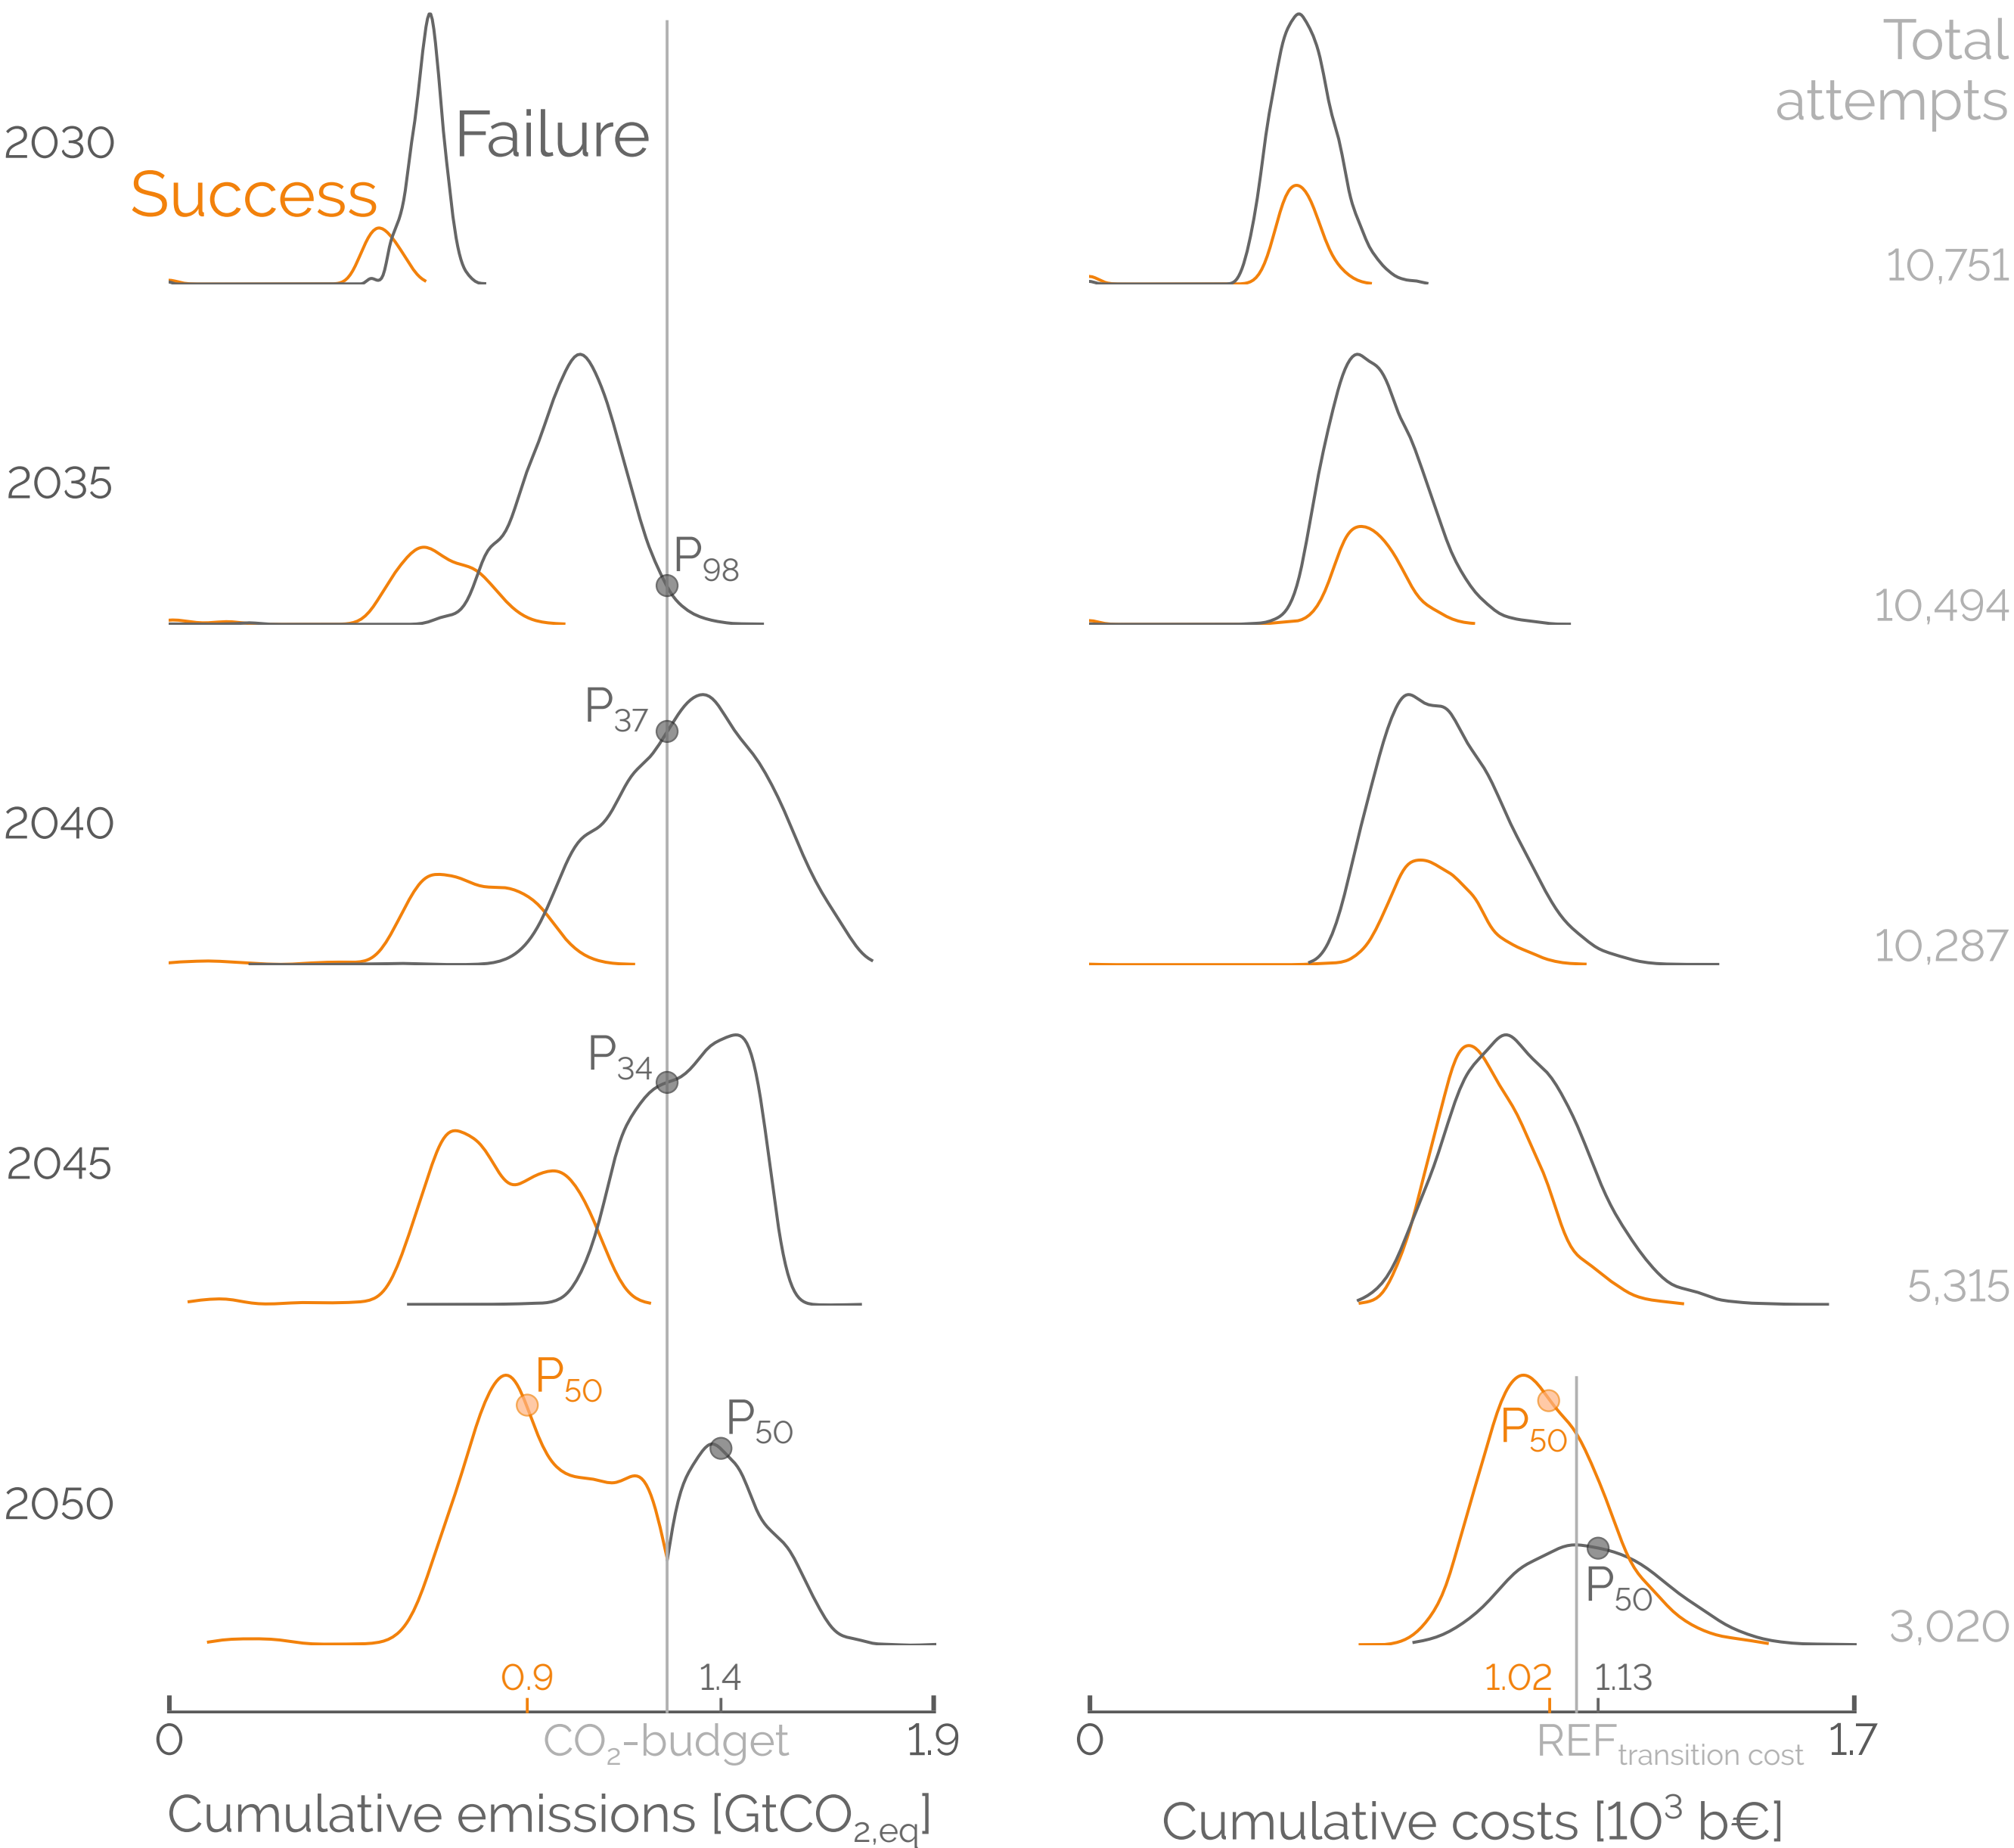 Total
attempts
Failure
2030
Success
10,751
2035
P98
10,494
P37
2040
10,287
P34
2045
5,315
P50
P50
P50
2050
P50
3,020
0.9
1.4
1.02
1.13
0
CO2-budget
1.9
0
REFtransition cost
1.7
Cumulative emissions [GtCO2,eq]
Cumulative costs [10³ b€]